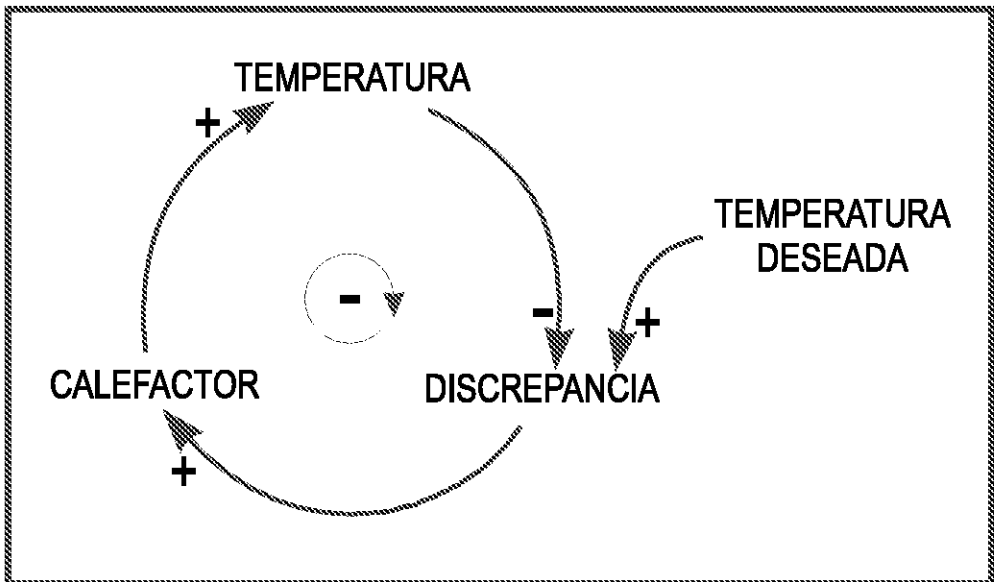 TEMPERATURA
+
TEMPERATURA
DESEADA
-
-
+
CALEFACTOR
DISCREPANCIA
+